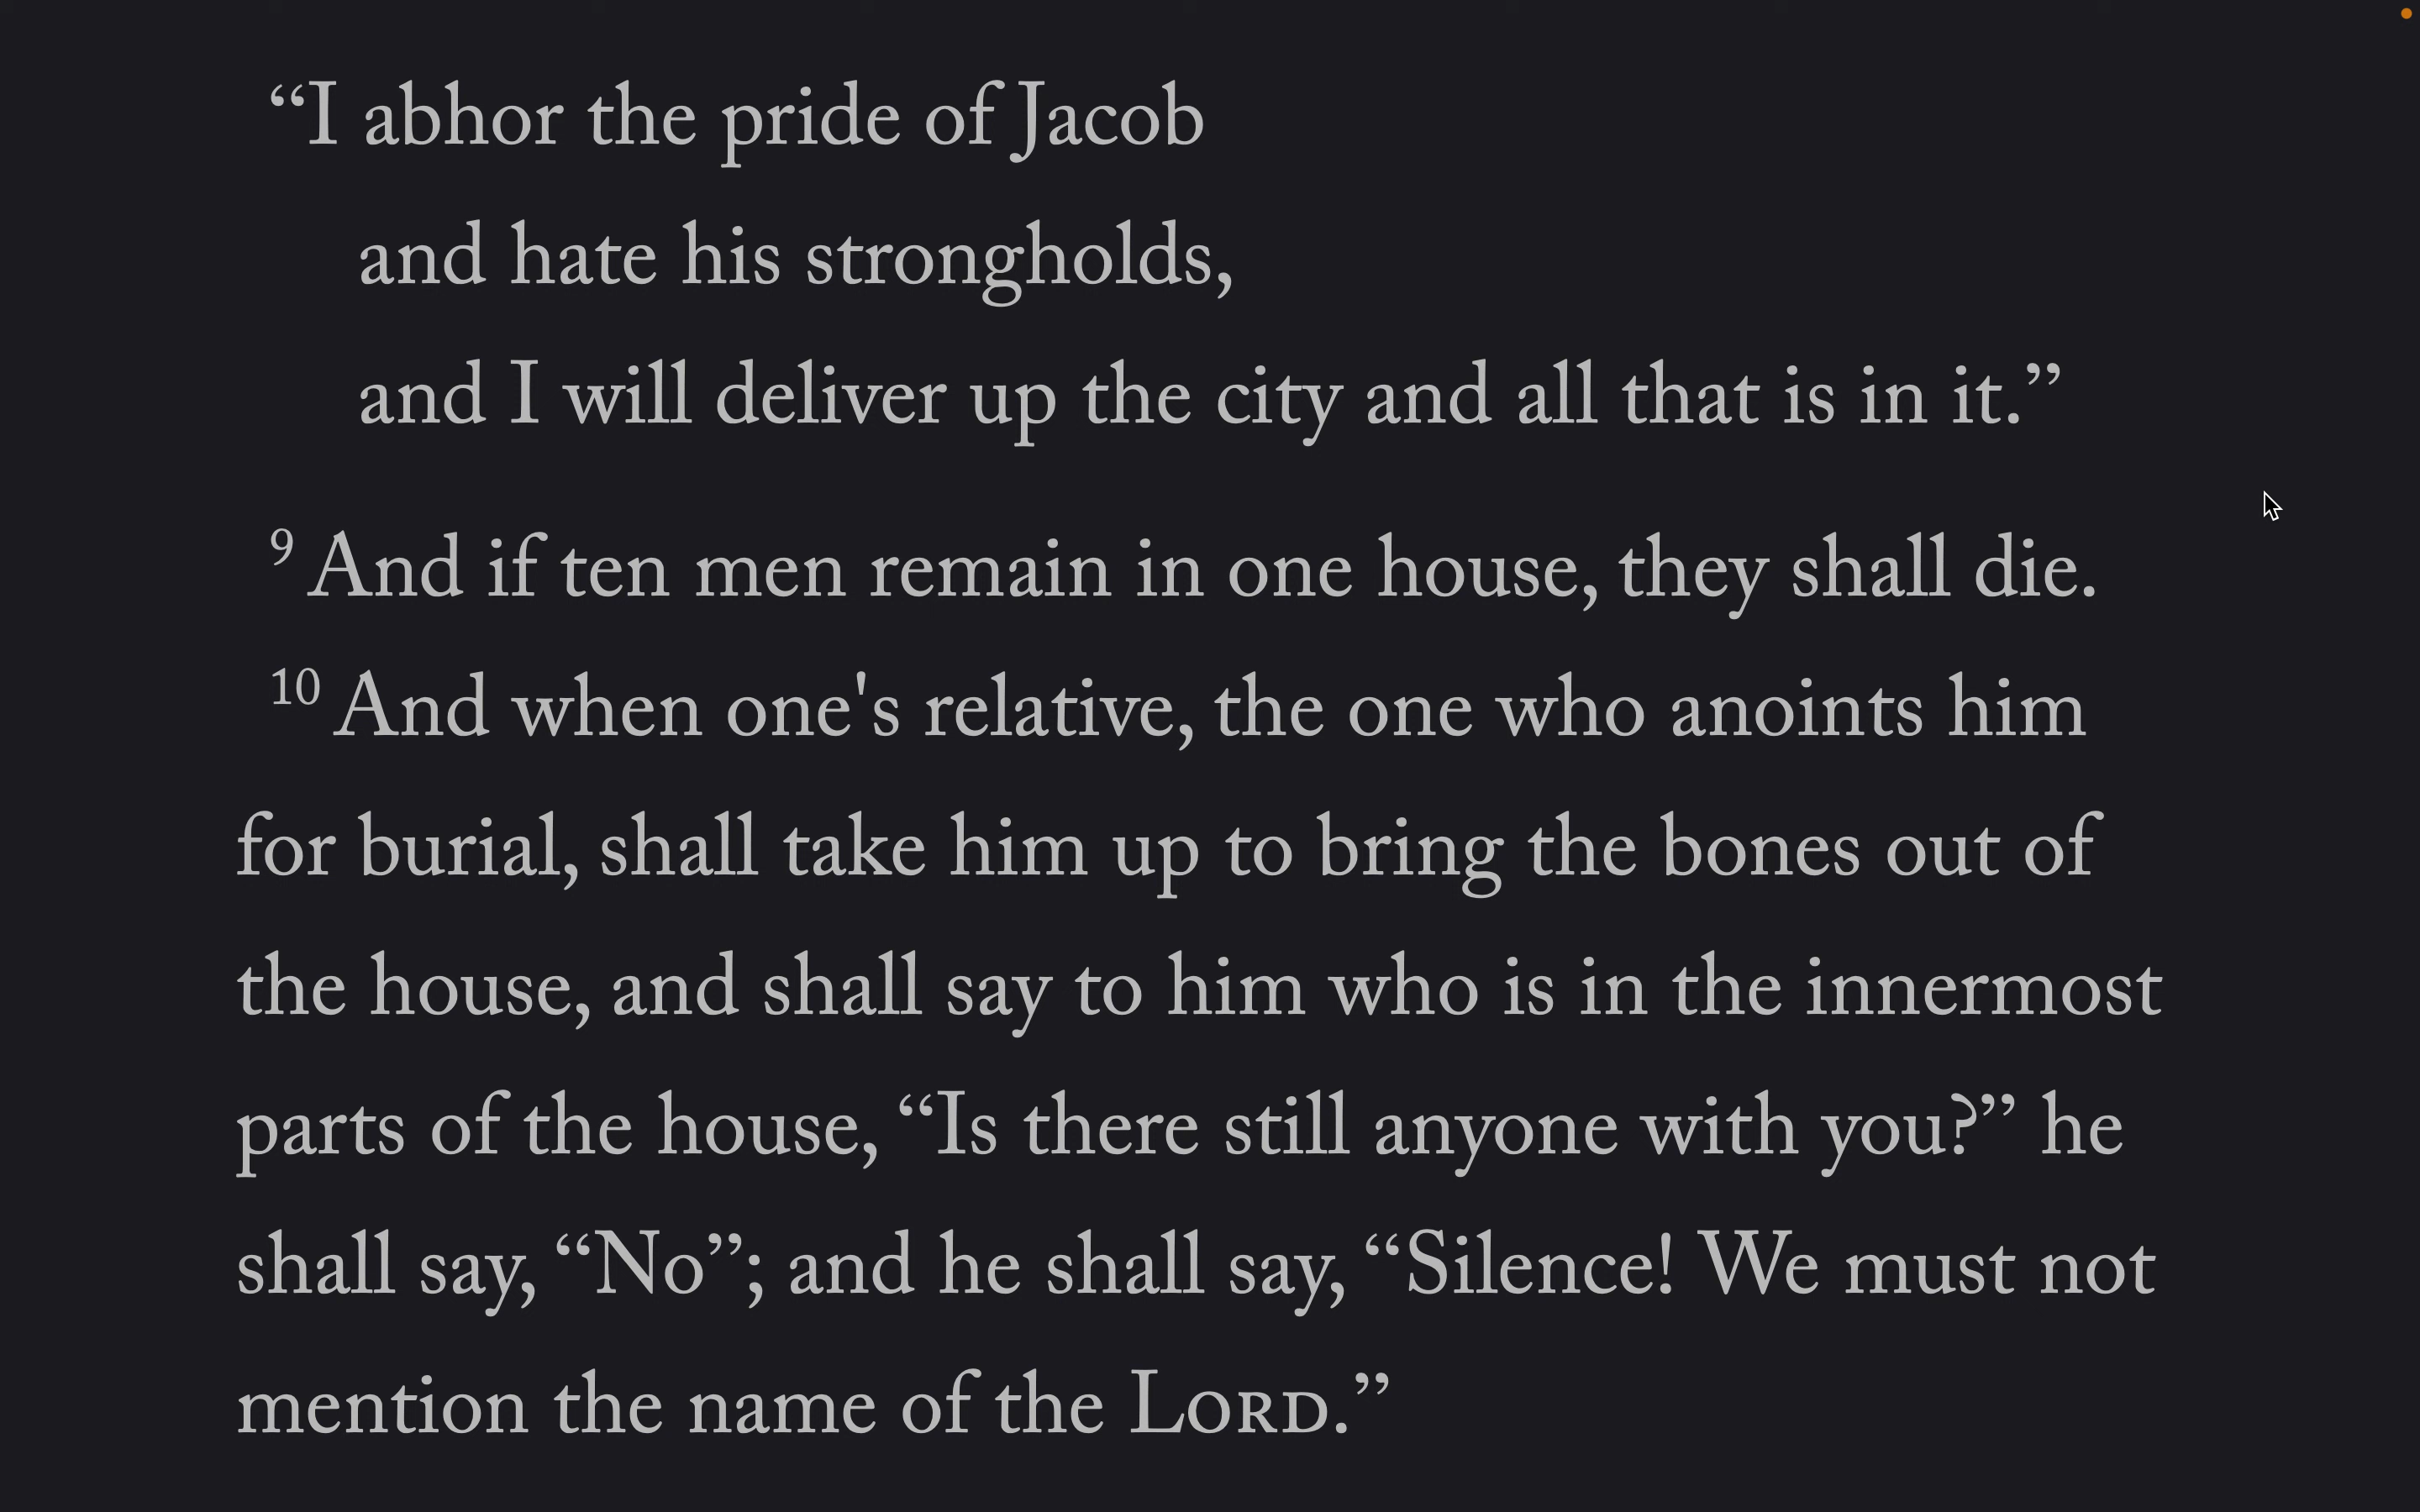 “I abhor the pride of Jacob
and hate his strongholds,
and I will deliver up the city and all that is in it.”
9 And if ten men remain in one house, they shall die.
10 And when one's relative, the one who anoints him
for burial, shall take him up to bring the bones out of
the house, and shall say to him who is in the innermost
parts of the house, “Is there still anyone with you?” he
shall say, “No”; and he shall say, “Silence! We must not
mention the name of the LORD.”